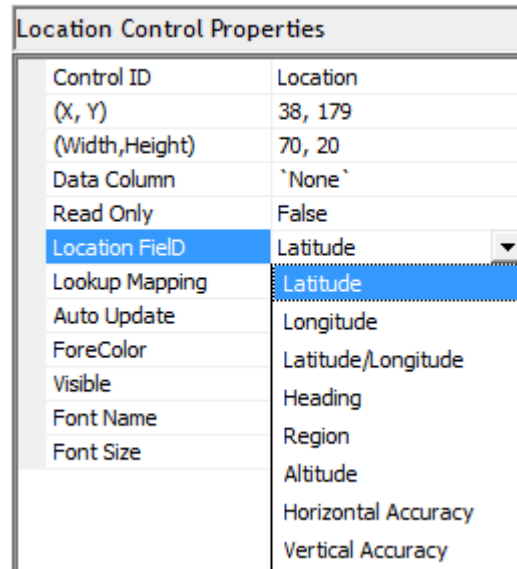 Location Control Properties
Control ID Location
(X, Y) 38, 179
(Width,Height) 70, 20
Data Column `None`
Read Only False
Location FielD Latitude
Lookup Mapping Latitude
Auto Update Longitude
ForeColor Latitude/Longitude
Visible Heading
Font Name Region
Font Size Altitude
Horizontal Accuracy
Vertical Accuracy